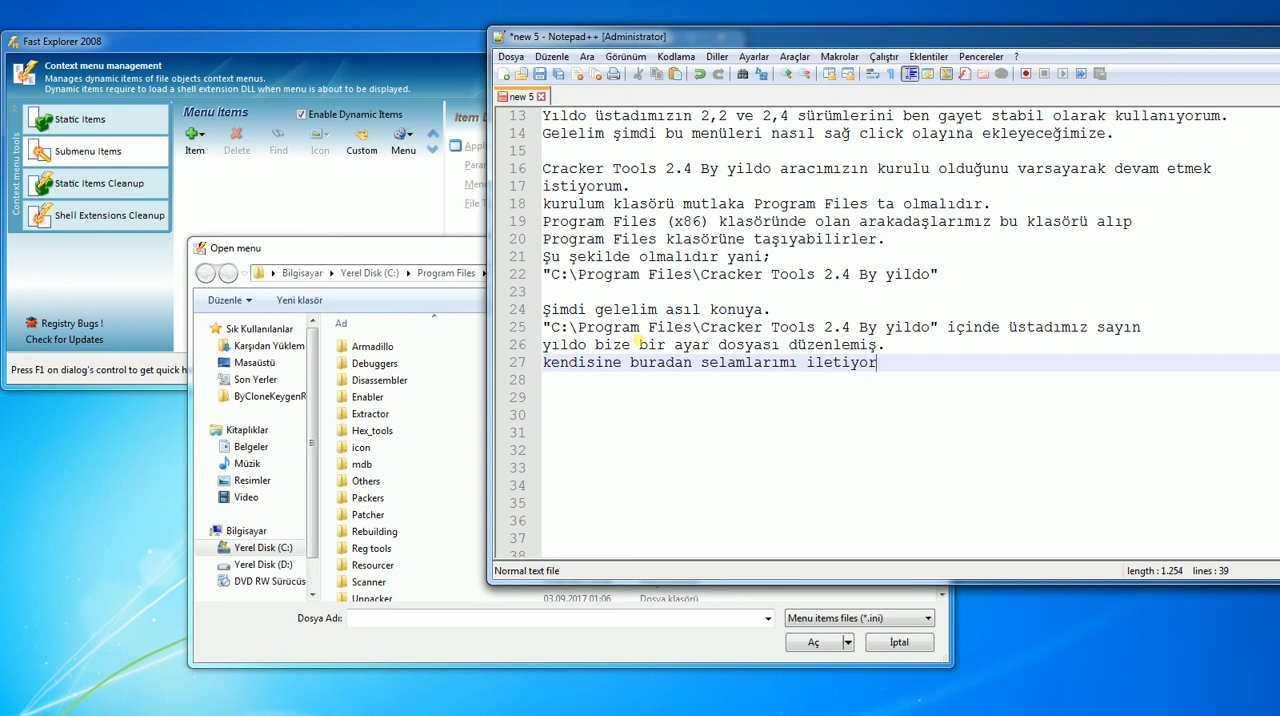 Fast Explorer 2008
Context menu management
Manages dynamic items of file objects context menus.
Dynamic items require to load a shell extension DLL when menu is about to be displayed.
Context menu tools
Static Items
Submenu Items
Static Items Cleanup
Shell Extensions Cleanup
Registry Bugs !
Check for Updates
Menu Items
Enable Dynamic Items
Item
Delete
Find
Icon
Custom
Menu
Item D
Appli
Para
Men
File T
Press F1 on dialog's control to get quick h
Open menu
Bilgisayar
Yerel Disk (C:)
Program Files
Düzenle
Yeni klasör
Sık Kullanılanlar
Karşıdan Yüklem
Masaüstü
Son Yerler
ByCloneKeygenR
Kitaplıklar
Belgeler
Müzik
Resimler
Video
Bilgisayar
Yerel Disk (C:)
Yerel Disk (D:)
DVD RW Sürücüs
Ad
Armadillo
Debuggers
Disassembler
Enabler
Extractor
Hex_tools
icon
mdb
Others
Packers
Patcher
Rebuilding
Reg tools
Resourcer
Scanner
Unpacker
03.09.2017 01:06
Dosya klasörü
Dosya Adı:
Menu items files (*.ini)
Aç
İptal
*new 5 - Notepad++ [Administrator]
Dosya Düzenle Ara Görünüm Kodlama Diller Ayarlar Araçlar Makrolar Çalıştır Eklentiler Pencereler ?
new 5
13 Yıldo üstadımızın 2,2 ve 2,4 sürümlerini ben gayet stabil olarak kullanıyorum.
14 Gelelim şimdi bu menüleri nasıl sağ click olayına ekleyeceğimize.
15
16 Cracker Tools 2.4 By yildo aracımızın kurulu olduğunu varsayarak devam etmek
17 istiyorum.
18 kurulum klasörü mutlaka Program Files ta olmalıdır.
19 Program Files (x86) klasöründe olan arakadaşlarımız bu klasörü alıp
20 Program Files klasörüne taşıyabilirler.
21 Şu şekilde olmalıdır yani;
22 "C:\Program Files\Cracker Tools 2.4 By yildo"
23
24 Şimdi gelelim asıl konuya.
25 "C:\Program Files\Cracker Tools 2.4 By yildo" içinde üstadımız sayın
26 yıldo bize bir ayar dosyası düzenlemiş.
27 kendisine buradan selamlarımı iletiyor
28
29
30
31
32
33
34
35
36
37
38
Normal text file
length : 1.254 lines : 39